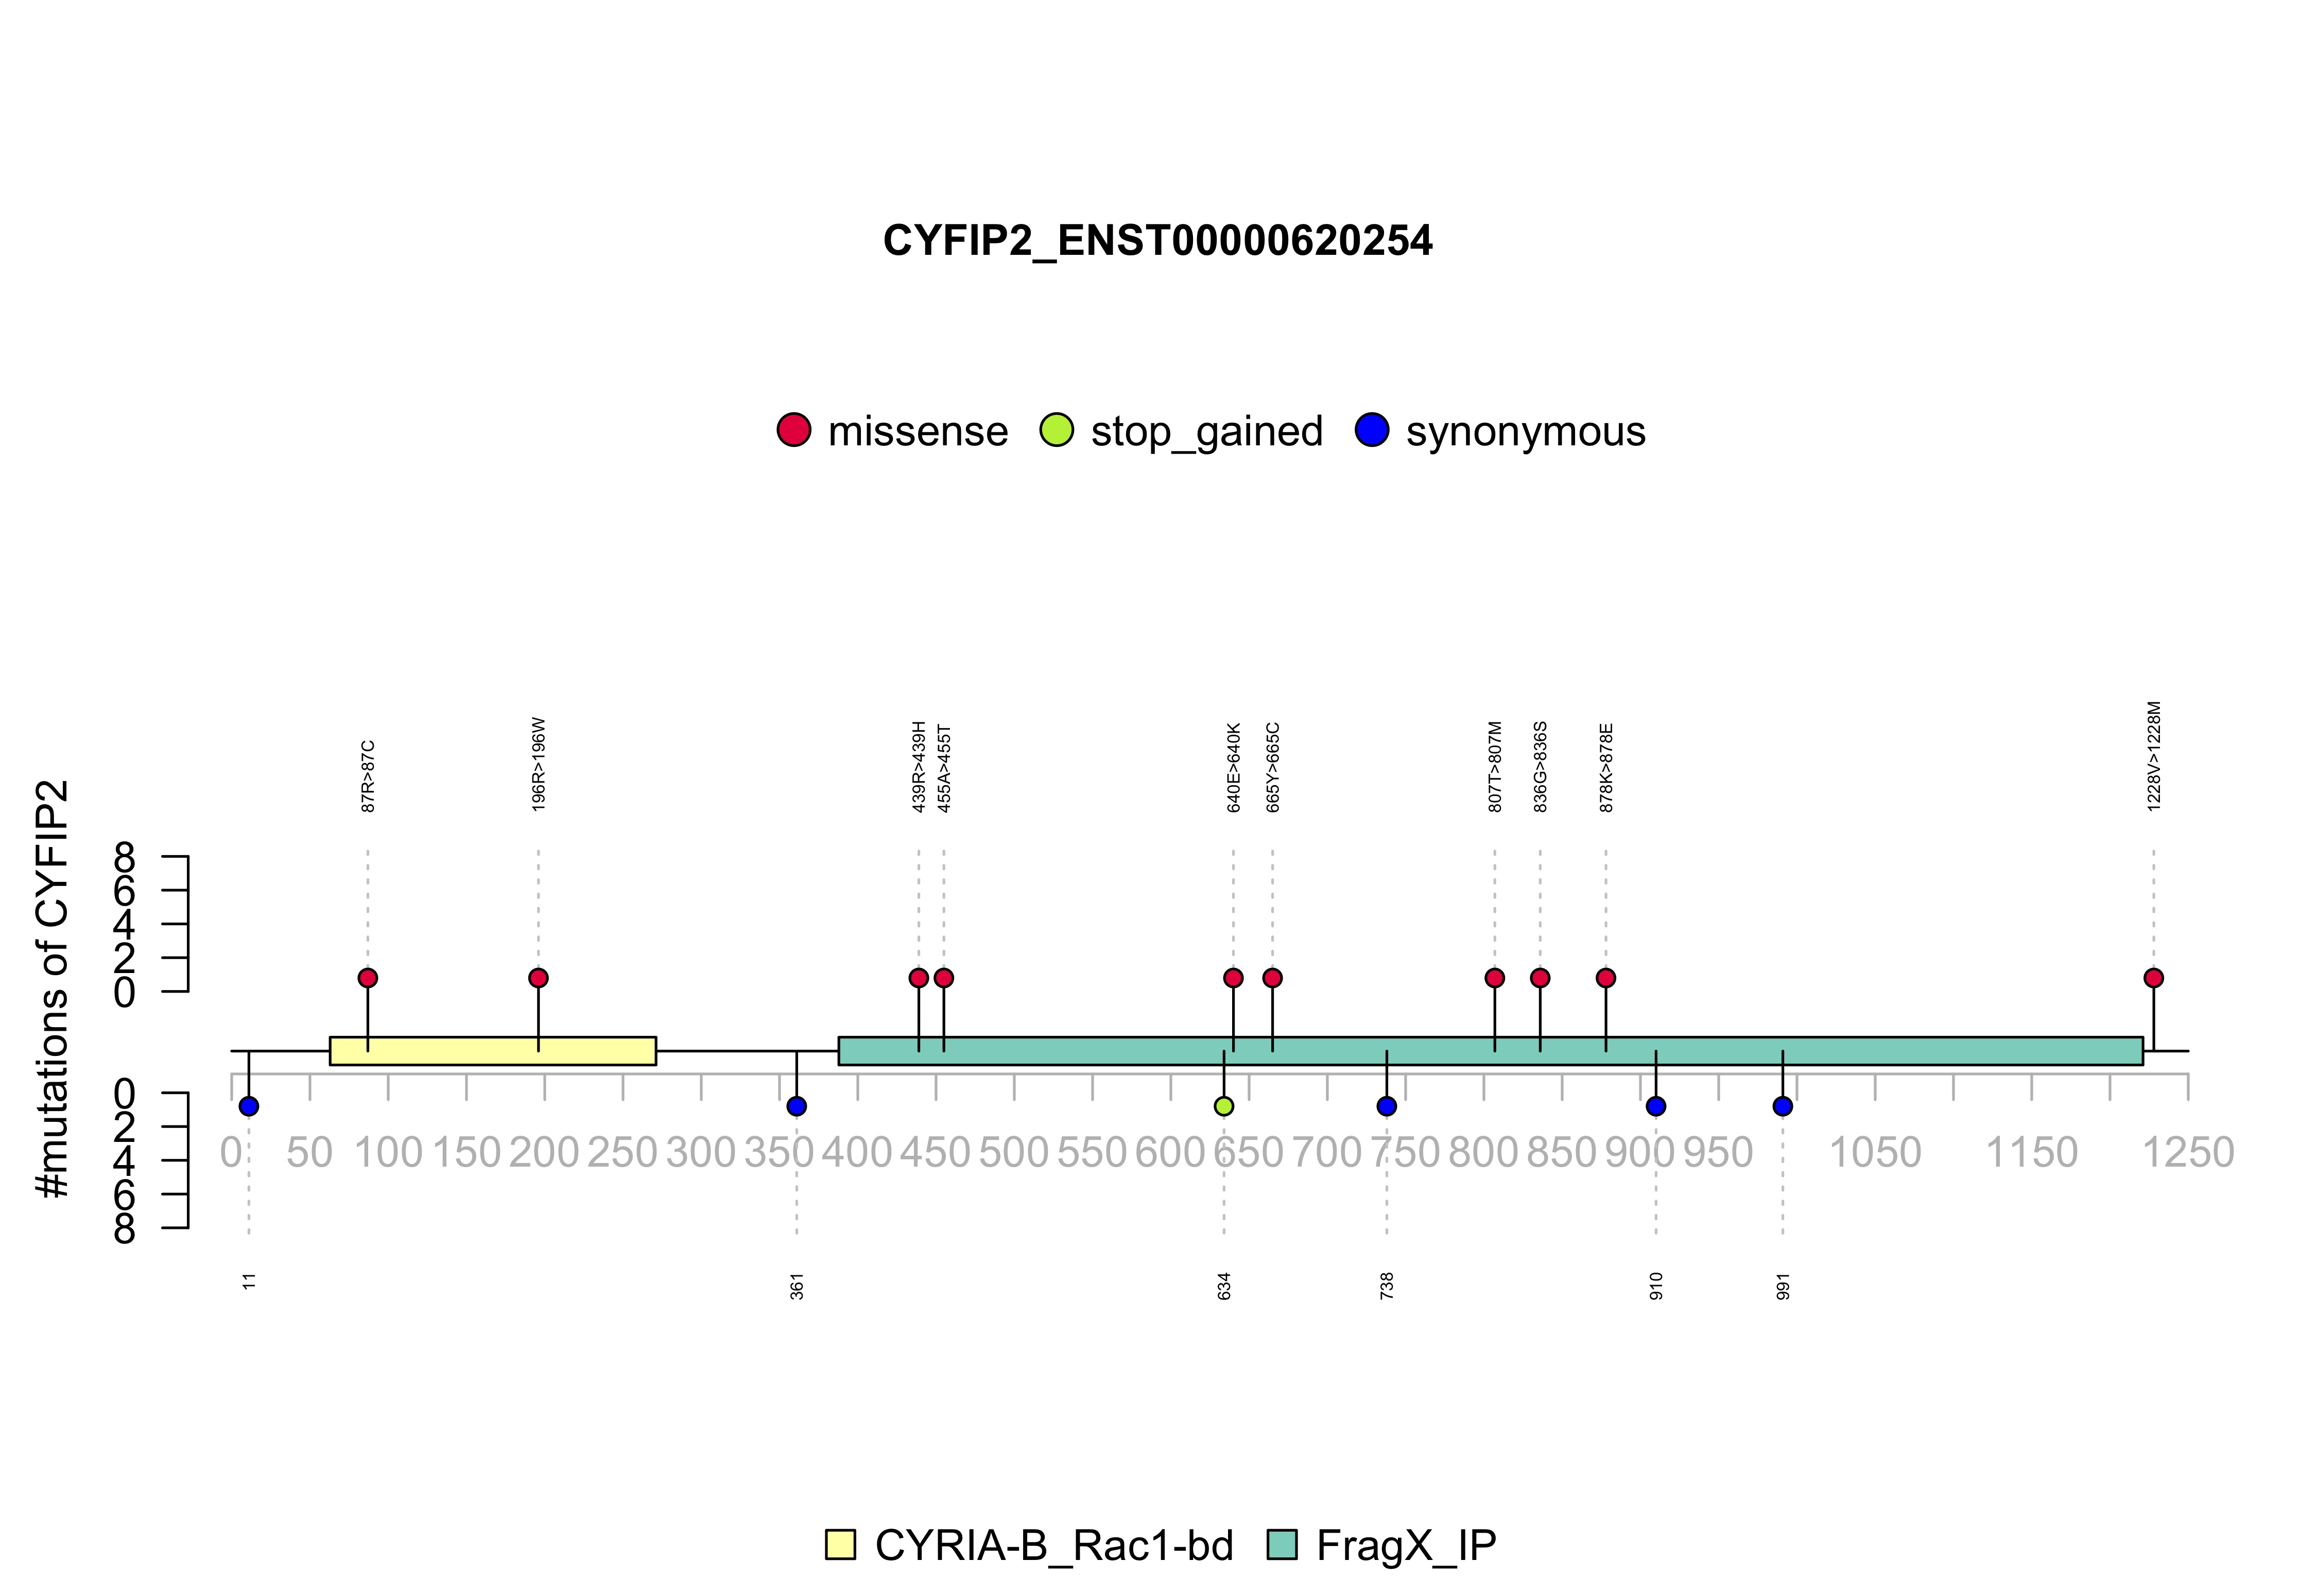 CYFIP2_ENST00000620254
missense stop_gained synonymous
87R>87C 196R>196W 439R>439H 455A>455T 640E>640K 665Y>665C 807T>807M 836G>836S 878K>878E 1228V>1228M
#mutations of CYFIP2
8
6
4
2
0
0
2
4
6
8
0 50 100 150 200 250 300 350 400 450 500 550 600 650 700 750 800 850 900 950 1050 1150 1250
11 361 634 738 910 991
CYRIA-B_Rac1-bd FragX_IP